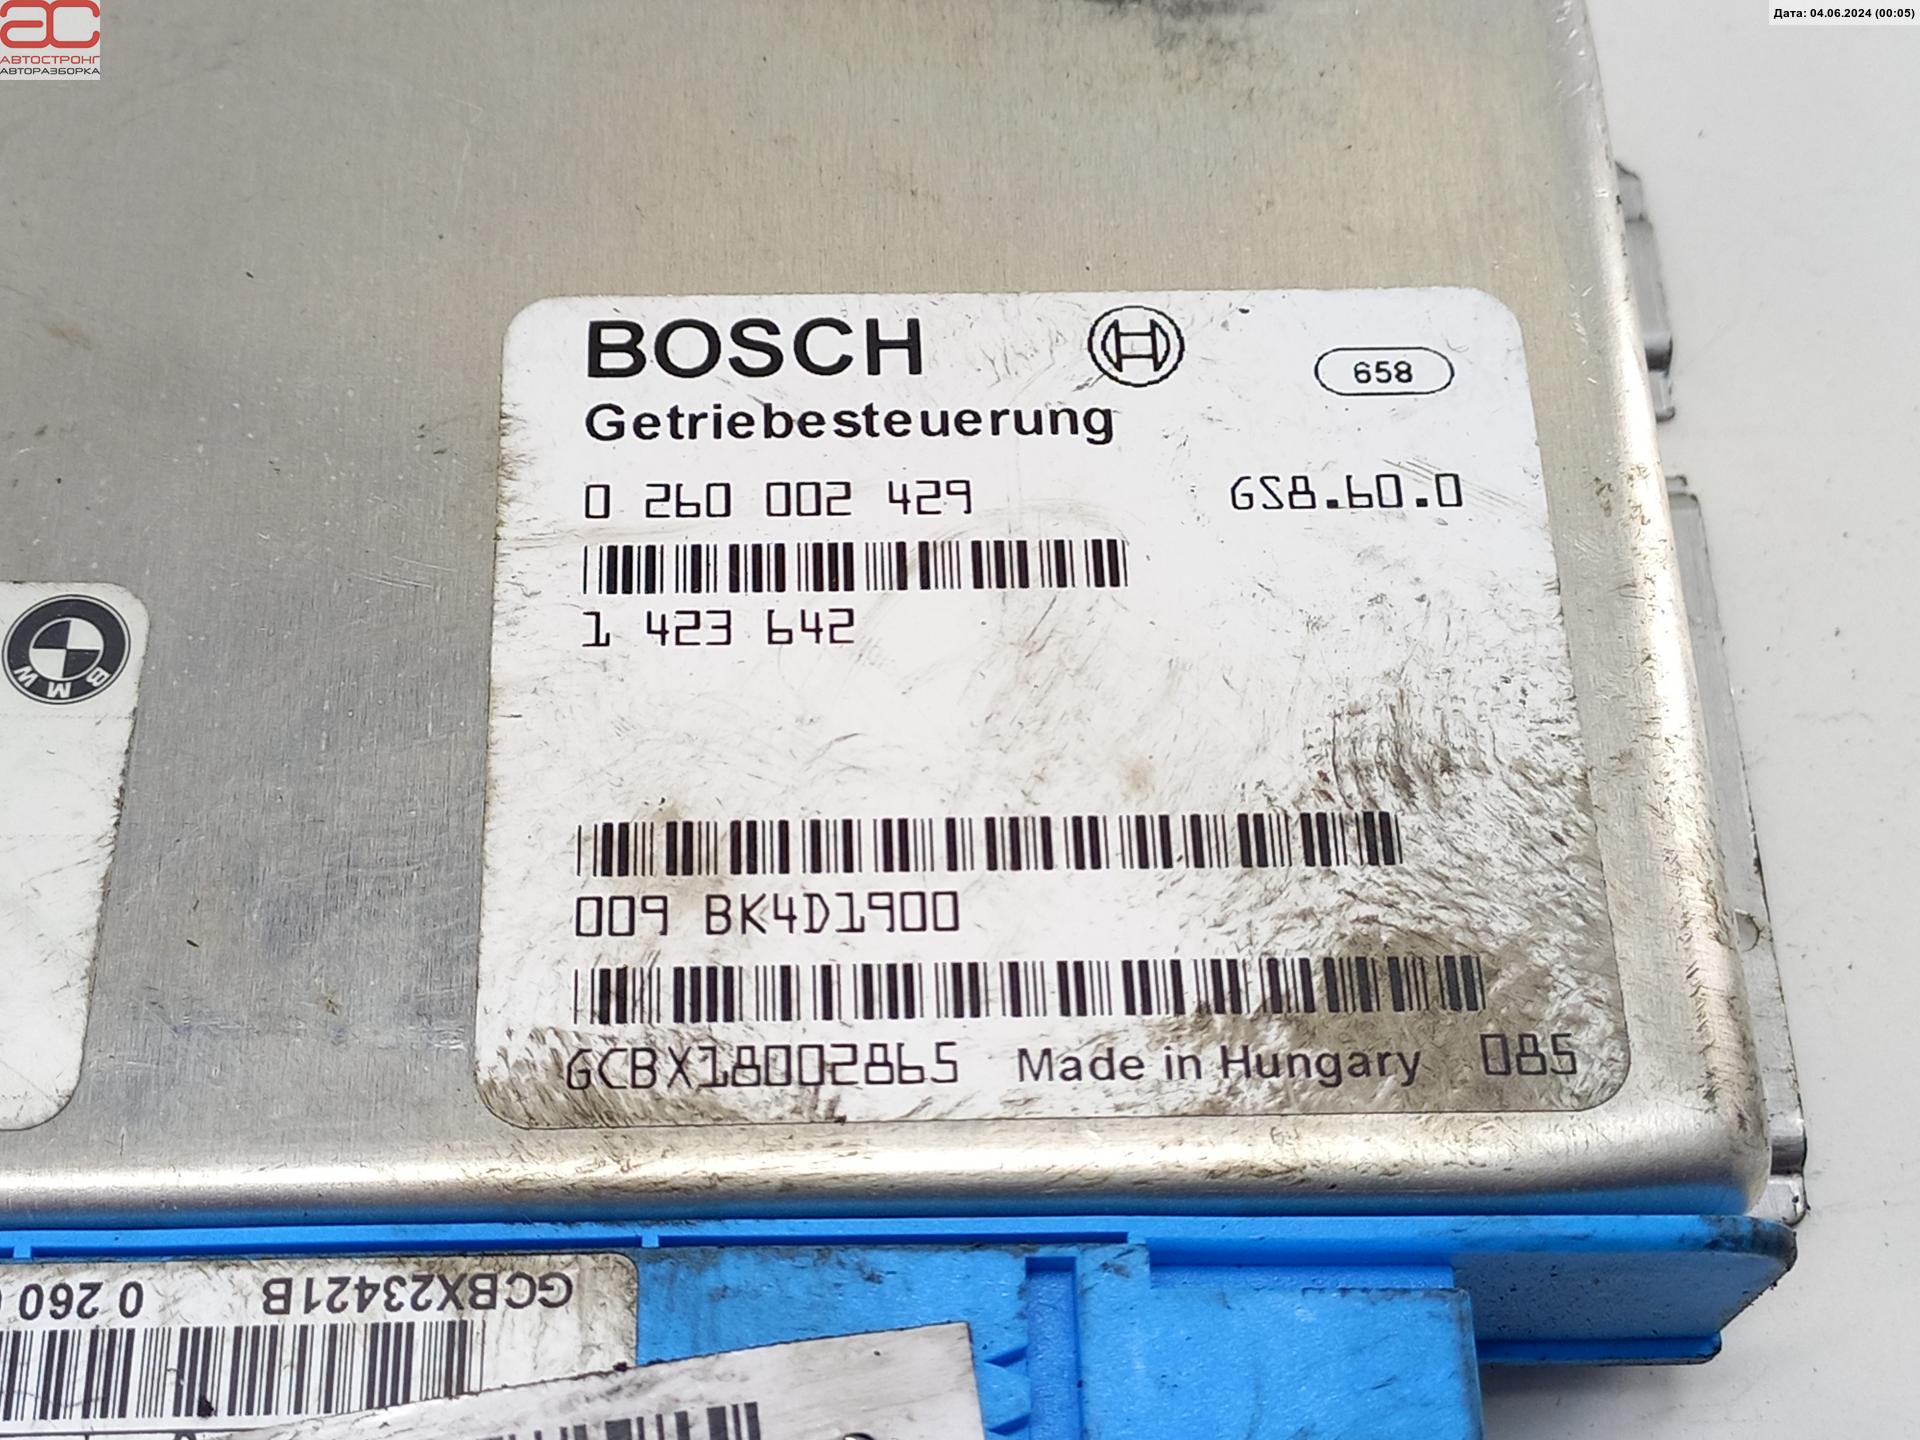 АВТОСТРОНГ
АВТОРАЗБОРКА
Дата: 04.06.2024 (00:05)
BOSCH
658
Getriebesteuerung
0 260 002 429 GS8.60.0
1 423 642
BMW
009 BK4D1900
GCBX18002865 Made in Hungary 085
GCBX23421B 0 260